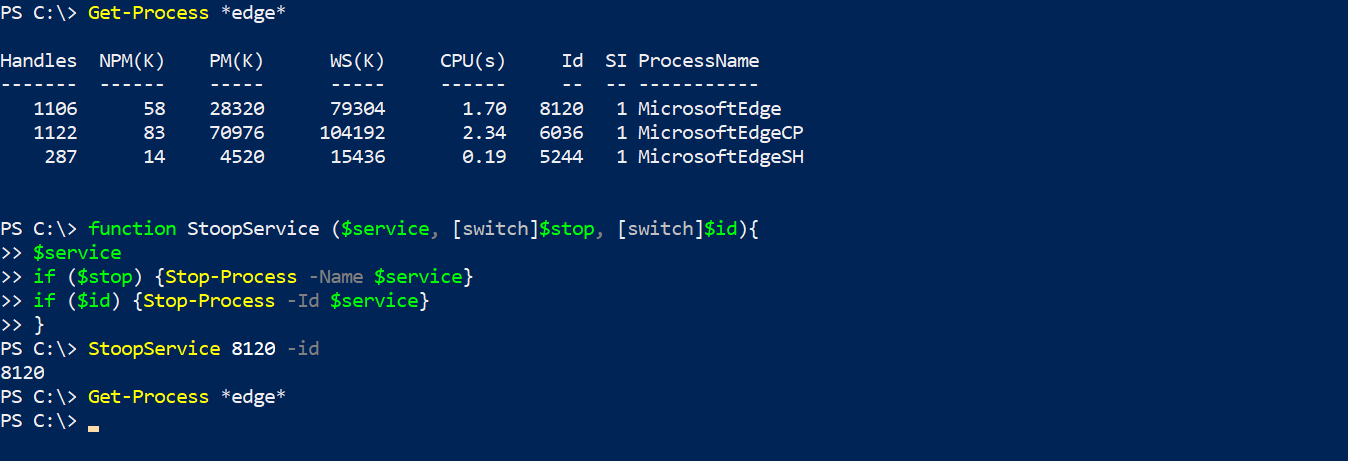 PS C:\> Get-Process *edge*
Handles  NPM(K)    PM(K)      WS(K)     CPU(s)     Id  SI ProcessName
-------  ------    -----      -----     ------     --  -- -----------
   1106      58    28320      79304       1.70   8120   1 MicrosoftEdge
   1122      83    70976     104192       2.34   6036   1 MicrosoftEdgeCP
    287      14     4520      15436       0.19   5244   1 MicrosoftEdgeSH
PS C:\> function StoopService ($service, [switch]$stop, [switch]$id){
>> $service
>> if ($stop) {Stop-Process -Name $service}
>> if ($id) {Stop-Process -Id $service}
>> }
PS C:\> StoopService 8120 -id
8120
PS C:\> Get-Process *edge*
PS C:\>